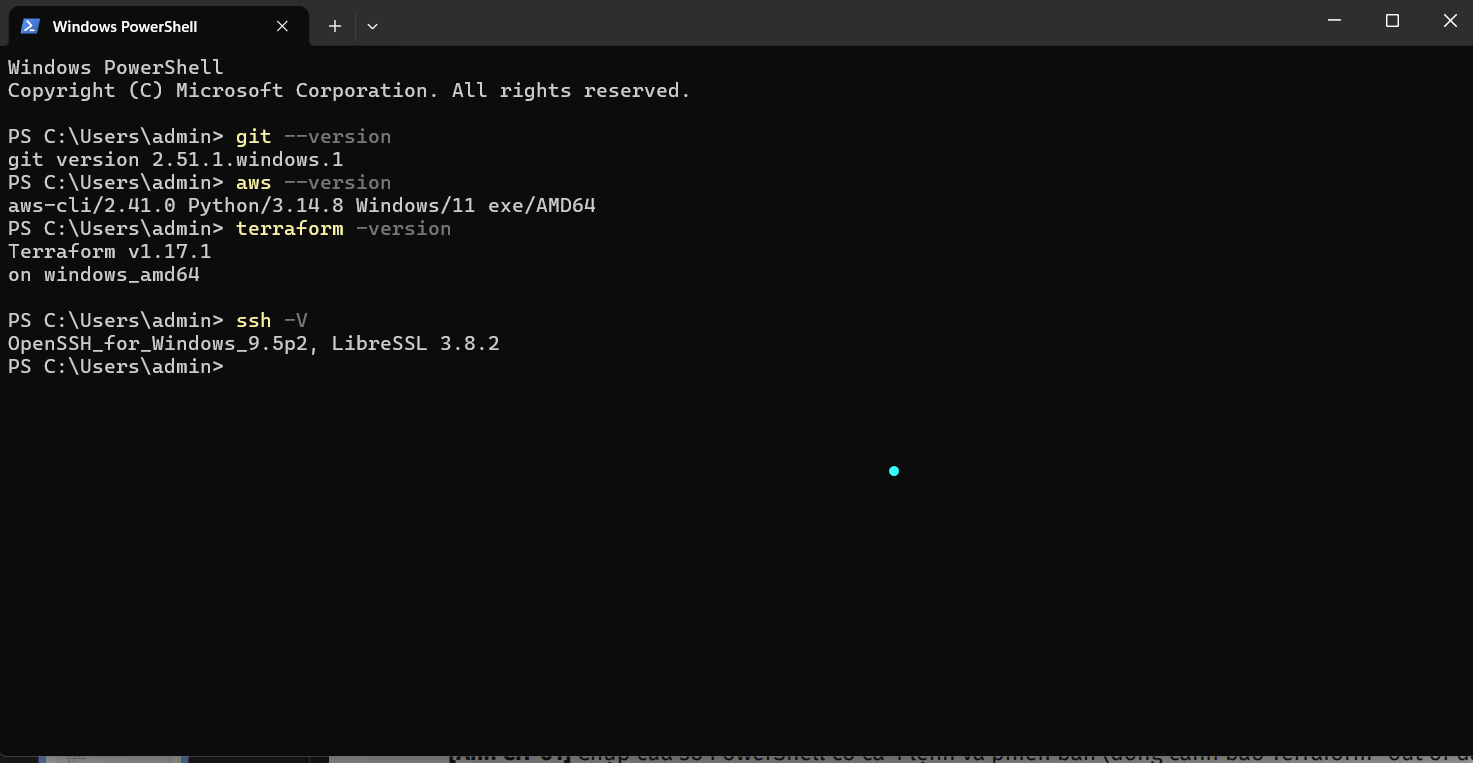 Windows PowerShell
Windows PowerShell
Copyright (C) Microsoft Corporation. All rights reserved.
PS C:\Users\admin> git --version
git version 2.51.1.windows.1
PS C:\Users\admin> aws --version
aws-cli/2.41.0 Python/3.14.8 Windows/11 exe/AMD64
PS C:\Users\admin> terraform -version
Terraform v1.17.1
on windows_amd64
PS C:\Users\admin> ssh -V
OpenSSH_for_Windows_9.5p2, LibreSSL 3.8.2
PS C:\Users\admin>